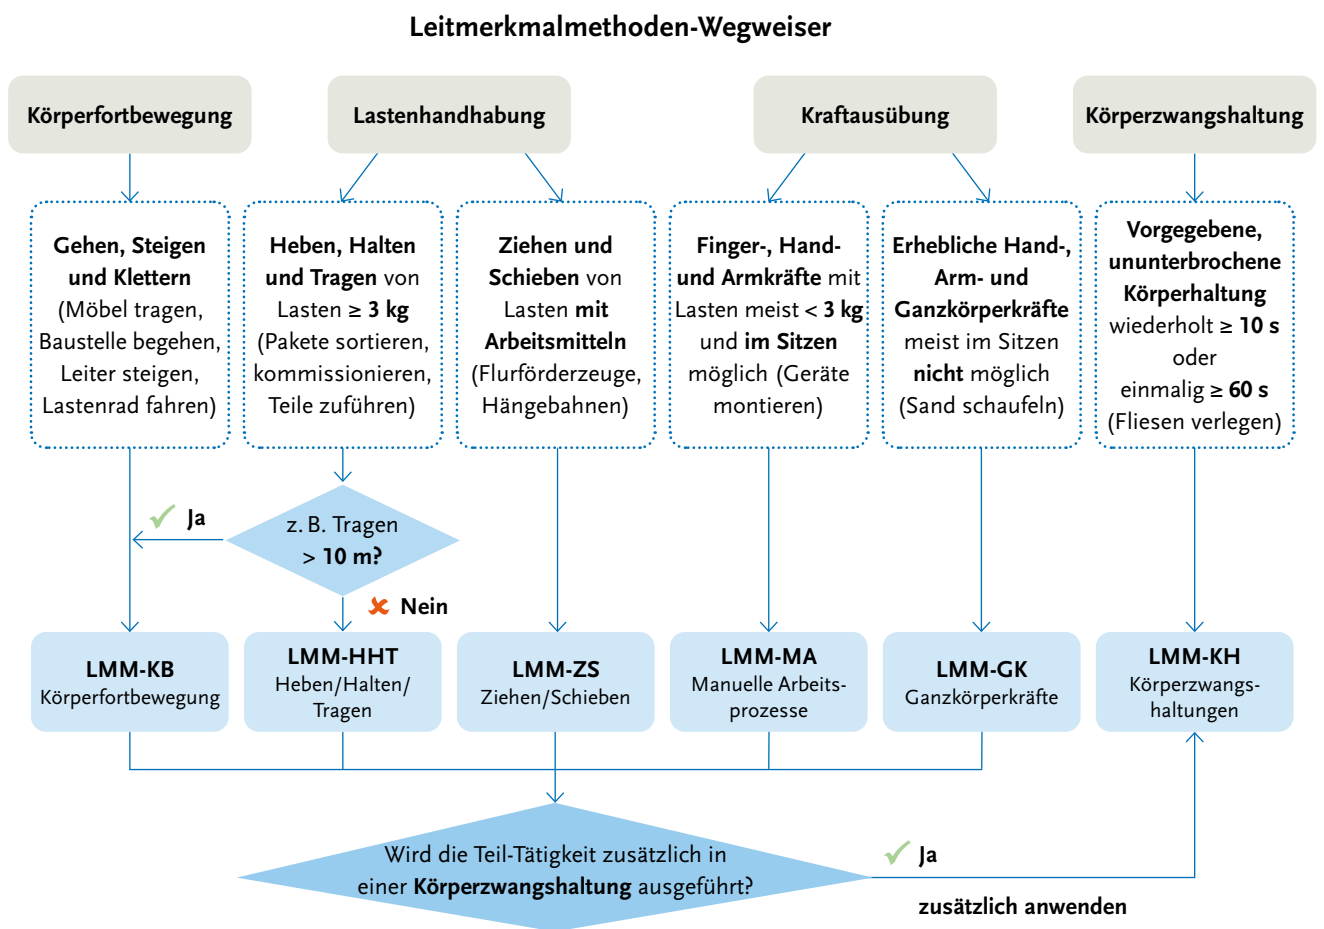 Leitmerkmalmethoden-Wegweiser
Körperfortbewegung
Lastenhandhabung
Kraftausübung
Körperzwangshaltung
Gehen, Steigen
und Klettern
(Möbel tragen,
Baustelle begehen,
Leiter steigen,
Lastenrad fahren)
Heben, Halten
und Tragen von
Lasten ≥ 3 kg
(Pakete sortieren,
kommissionieren,
Teile zuführen)
Ziehen und
Schieben von
Lasten mit
Arbeitsmitteln
(Flurförderzeuge,
Hängebahnen)
Finger-, Hand-
und Armkräfte mit
Lasten meist < 3 kg
und im Sitzen
möglich (Geräte
montieren)
Erhebliche Hand-,
Arm- und
Ganzkörperkräfte
meist im Sitzen
nicht möglich
(Sand schaufeln)
Vorgegebene,
ununterbrochene
Körperhaltung
wiederholt ≥ 10 s
oder
einmalig ≥ 60 s
(Fliesen verlegen)
Ja
z. B. Tragen
> 10 m?
Nein
LMM-KB
Körperfortbewegung
LMM-HHT
Heben/Halten/
Tragen
LMM-ZS
Ziehen/Schieben
LMM-MA
Manuelle Arbeits-
prozesse
LMM-GK
Ganzkörperkräfte
LMM-KH
Körperzwangs-
haltungen
Wird die Teil-Tätigkeit zusätzlich in
einer Körperzwangshaltung ausgeführt?
Ja
zusätzlich anwenden